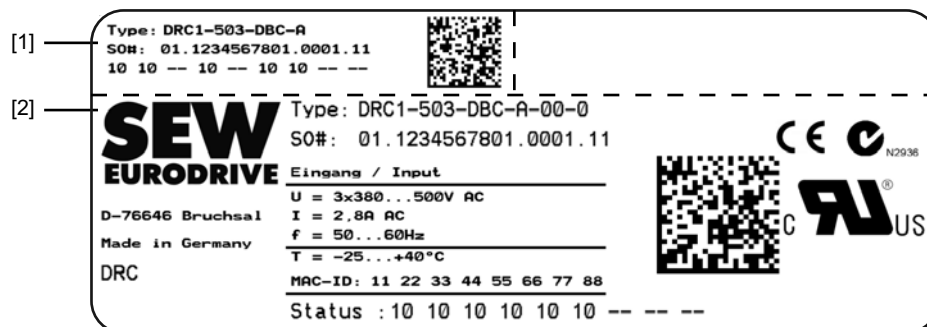 [1]
Type: DRC1-503-DBC-A
SO#: 01.1234567801.0001.11
10 10 -- 10 -- 10 10 -- --
[2]
SEW
EURODRIVE
D-76646 Bruchsal
Made in Germany
DRC
Type: DRC1-503-DBC-A-00-0
SO#: 01.1234567801.0001.11
Eingang / Input
U = 3x380...500V AC
I = 2,8A AC
f = 50...60Hz
T = -25...+40°C
MAC-ID: 11 22 33 44 55 66 77 88
Status : 10 10 10 10 10 10 -- -- --
CE
N2936
C RU ® US